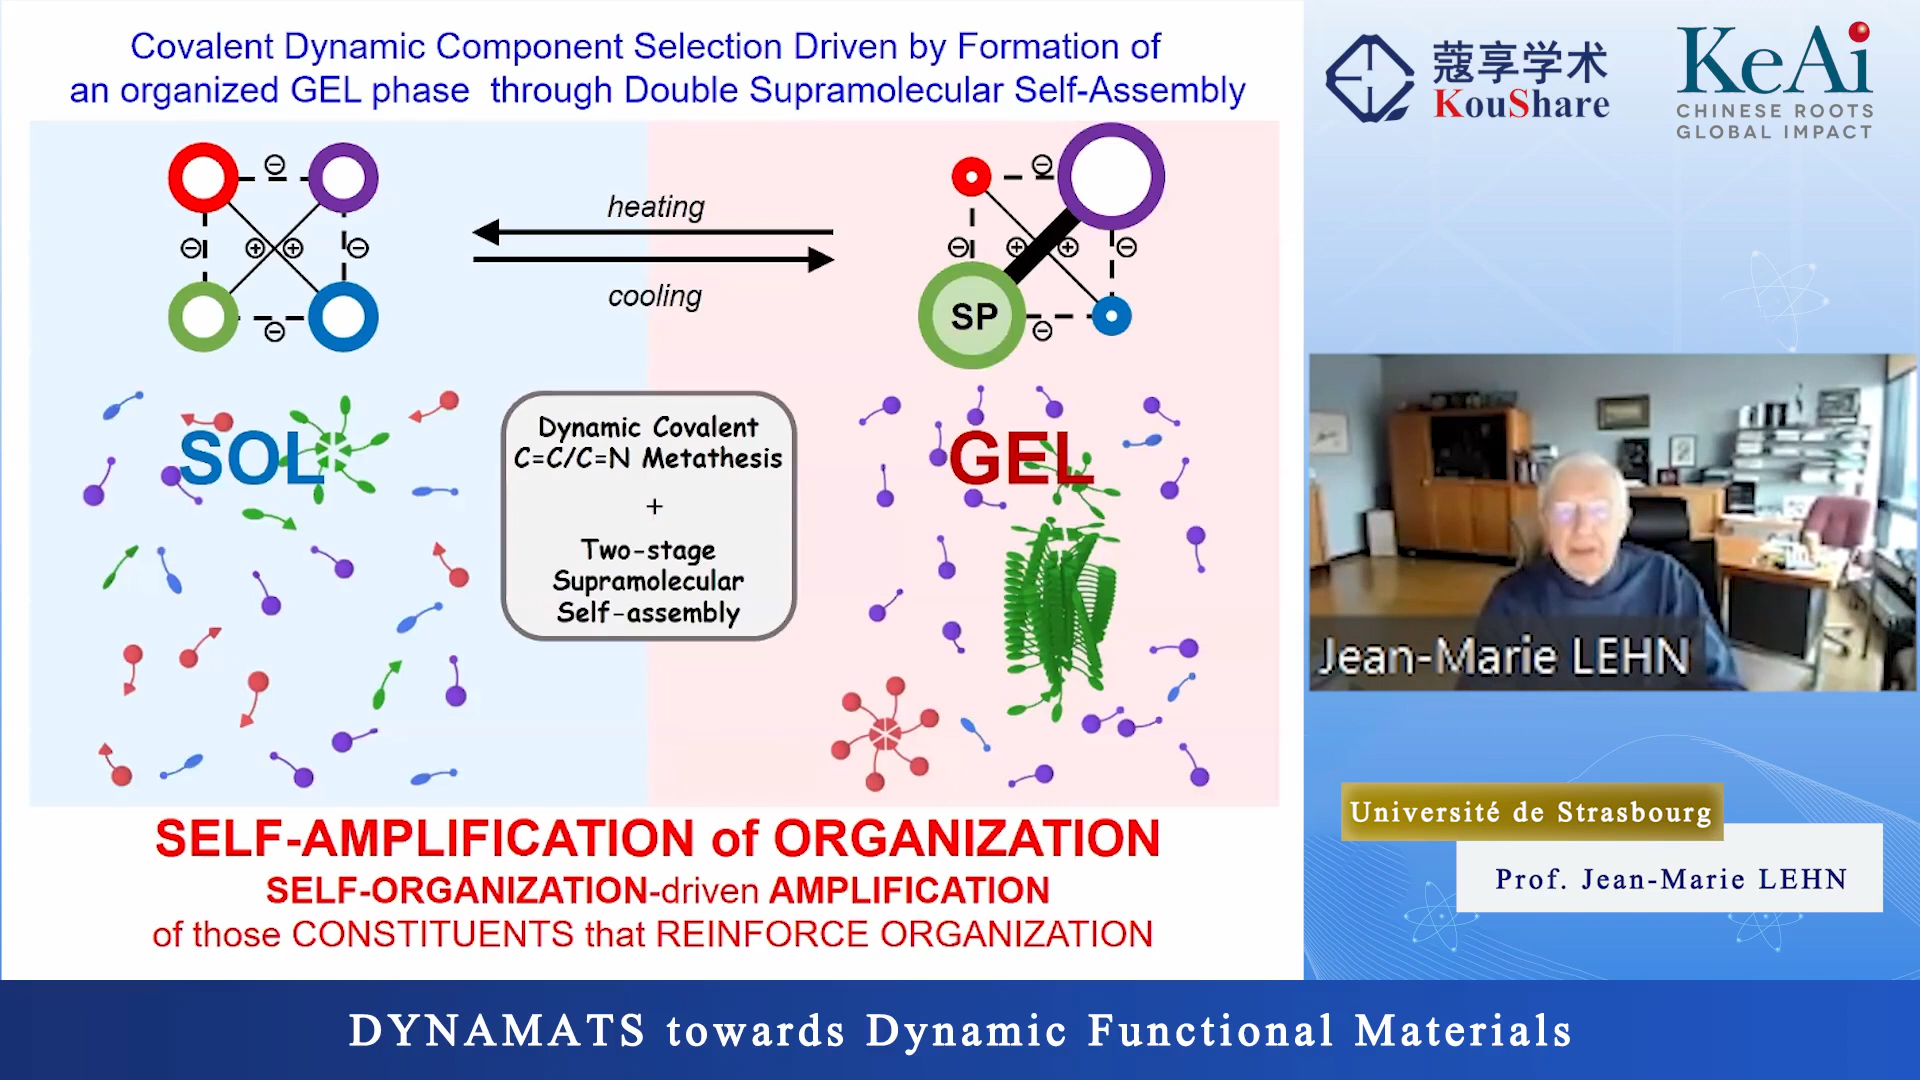 Covalent Dynamic Component Selection Driven by Formation of
an organized GEL phase through Double Supramolecular Self-Assembly
heating
cooling
SP
SOL
GEL
Dynamic Covalent
C=C/C=N Metathesis
+
Two-stage
Supramolecular
Self-assembly
SELF-AMPLIFICATION of ORGANIZATION
SELF-ORGANIZATION-driven AMPLIFICATION
of those CONSTITUENTS that REINFORCE ORGANIZATION
蔻享学术
KouShare
KeAi
CHINESE ROOTS
GLOBAL IMPACT
Jean-Marie LEHN
Université de Strasbourg
Prof. Jean-Marie LEHN
DYNAMATS towards Dynamic Functional Materials